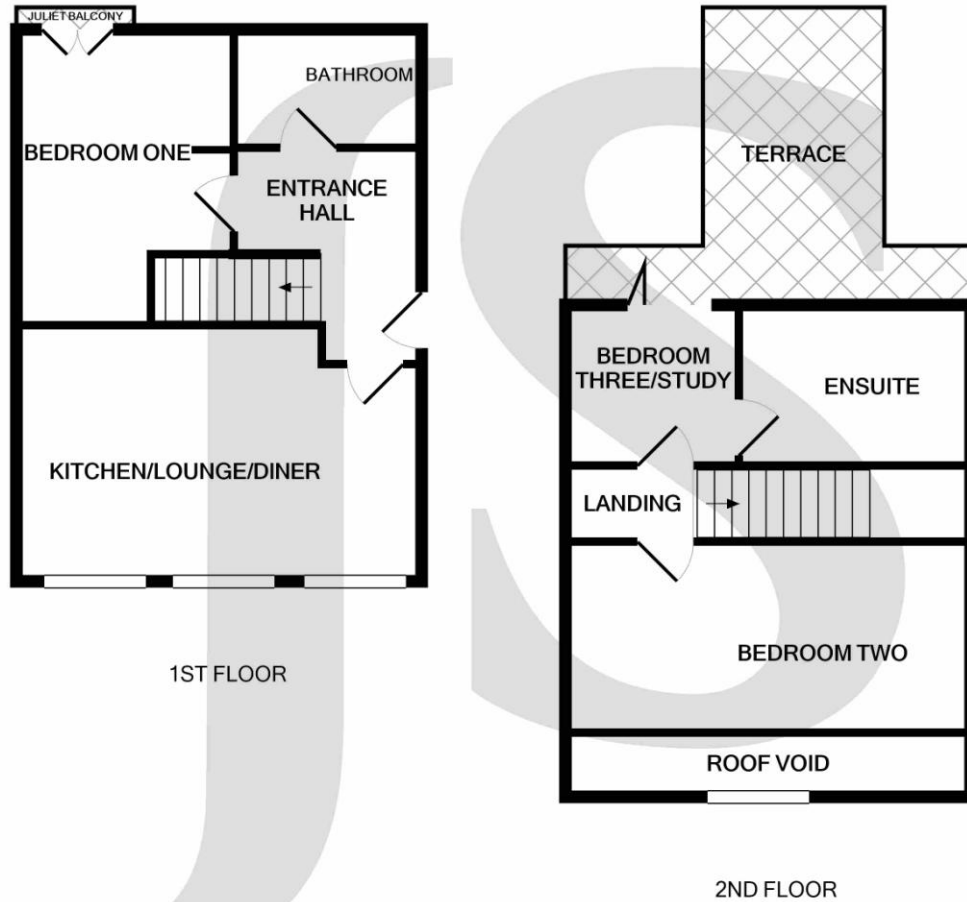 JULIET BALCONY
BATHROOM
BEDROOM ONE
ENTRANCE
HALL
KITCHEN/LOUNGE/DINER
1ST FLOOR
TERRACE
BEDROOM
THREE/STUDY
ENSUITE
LANDING
BEDROOM TWO
ROOF VOID
2ND FLOOR
JS